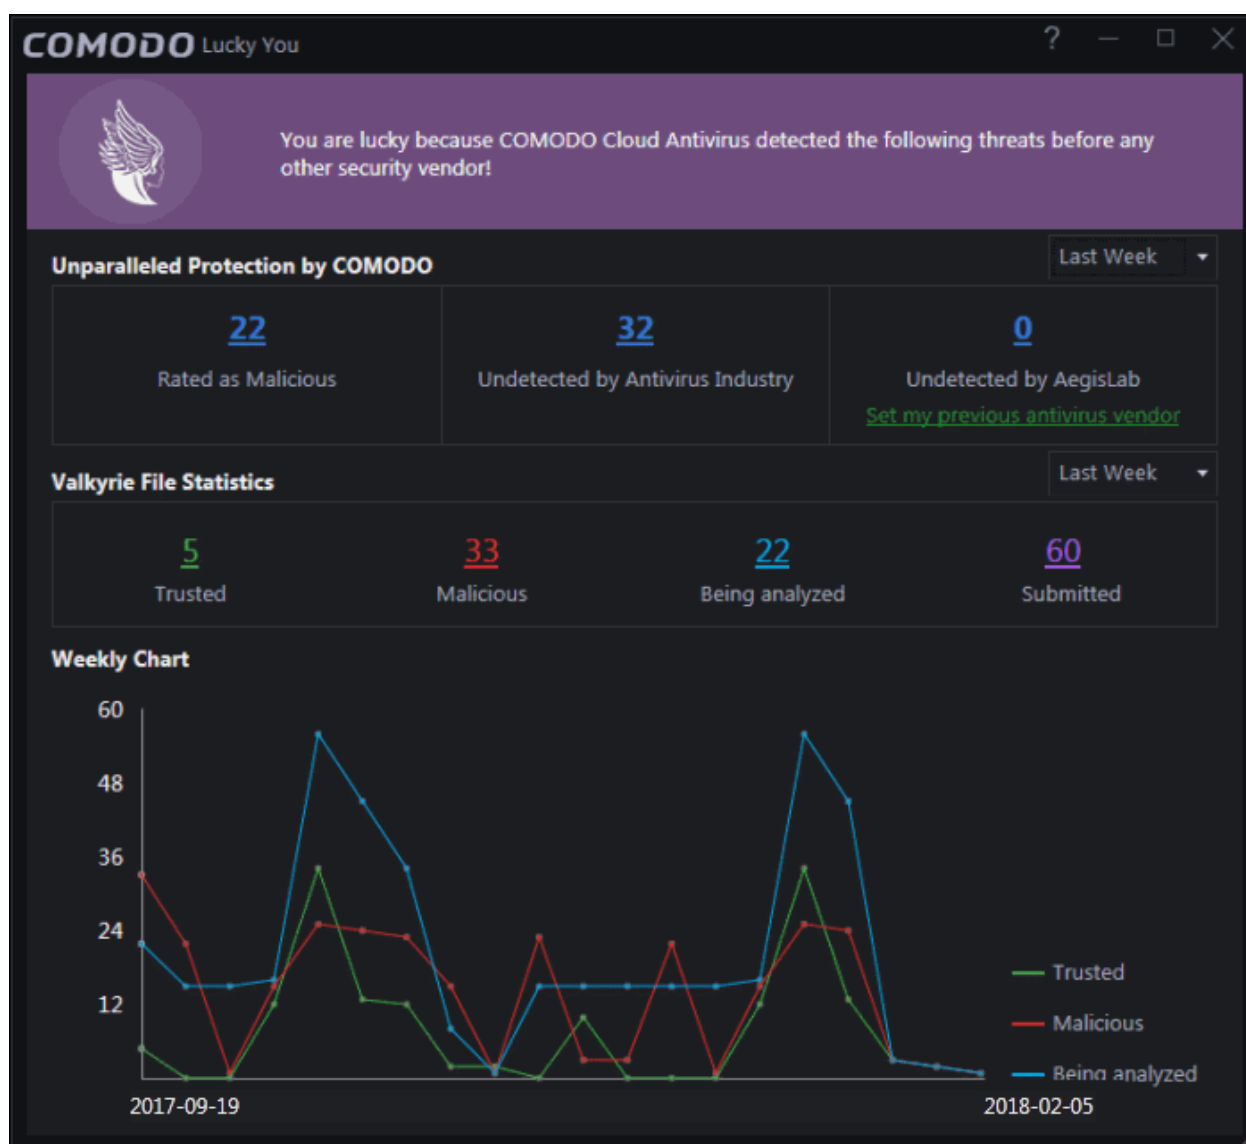 COMODO Lucky You
?
You are lucky because COMODO Cloud Antivirus detected the following threats before any
other security vendor!
Unparalleled Protection by COMODO
Last Week
22
32
0
Rated as Malicious
Undetected by Antivirus Industry
Undetected by AegisLab
Set my previous antivirus vendor
Valkyrie File Statistics
Last Week
5
33
22
60
Trusted
Malicious
Being analyzed
Submitted
Weekly Chart
60
48
36
24
12
Trusted
Malicious
Being analyzed
2017-09-19
2018-02-05